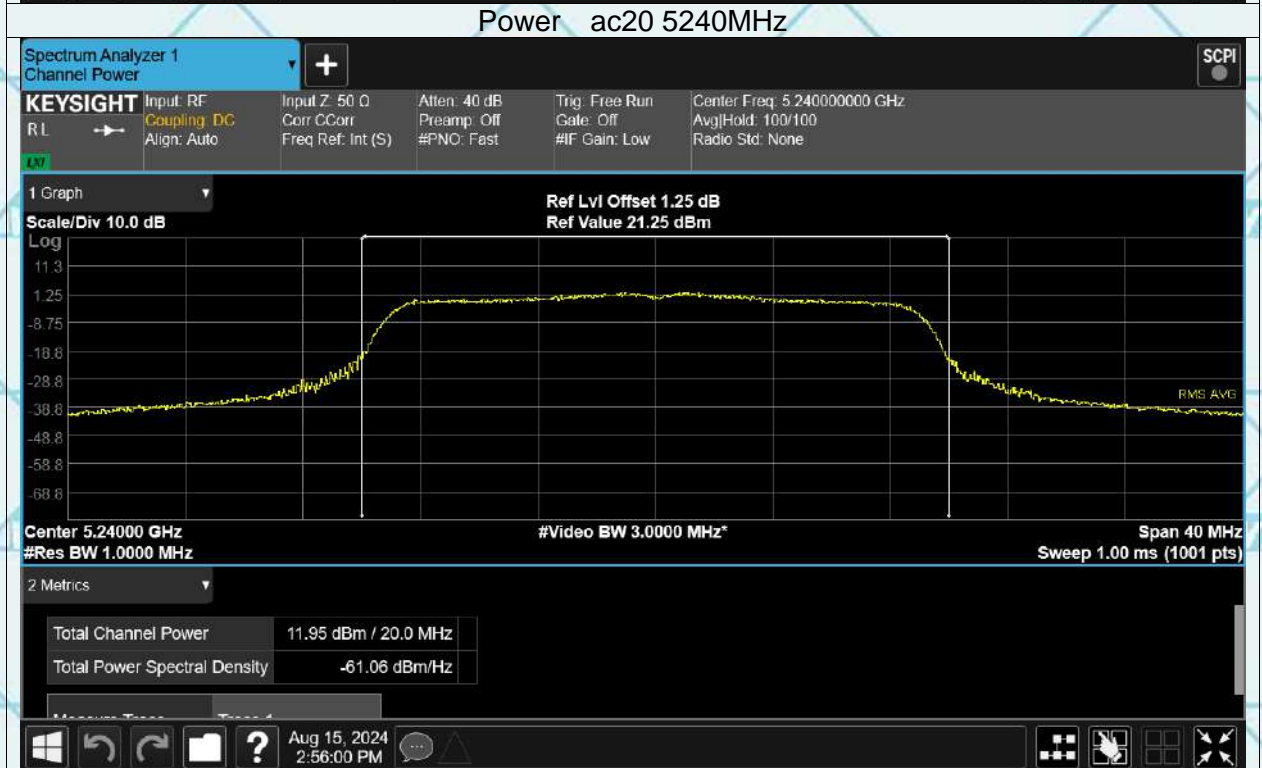 Power ac20 5240MHz
Spectrum Analyzer 1
Channel Power
SCPI
KEYSIGHT Input: RF Input Z: 50 Ω Atten: 40 dB Trig: Free Run Center Freq: 5.240000000 GHz
RL Coupling: DC Corr CCorr Preamp: Off Gate: Off Avg|Hold: 100/100
Align: Auto Freq Ref: Int (S) #PNO: Fast #IF Gain: Low Radio Std: None
LXI
1 Graph
Ref Lvl Offset 1.25 dB
Scale/Div 10.0 dB Ref Value 21.25 dBm
Log
11.3
1.25
-8.75
-18.8
-28.8
RMS AVG
-38.8
-48.8
-58.8
-68.8
Center 5.24000 GHz #Video BW 3.0000 MHz* Span 40 MHz
#Res BW 1.0000 MHz Sweep 1.00 ms (1001 pts)
2 Metrics
Total Channel Power 11.95 dBm / 20.0 MHz
Total Power Spectral Density -61.06 dBm/Hz
Aug 15, 2024
2:56:00 PM